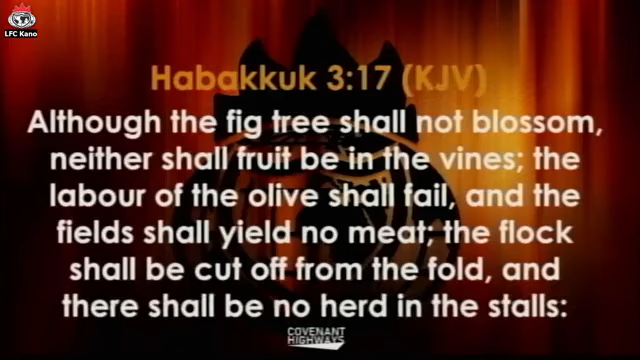 LFC Kano
Habakkuk 3:17 (KJV)
Although the fig tree shall not blossom,
neither shall fruit be in the vines; the
labour of the olive shall fail, and the
fields shall yield no meat; the flock
shall be cut off from the fold, and
there shall be no herd in the stalls:
COVENANT
HIGHWAYS